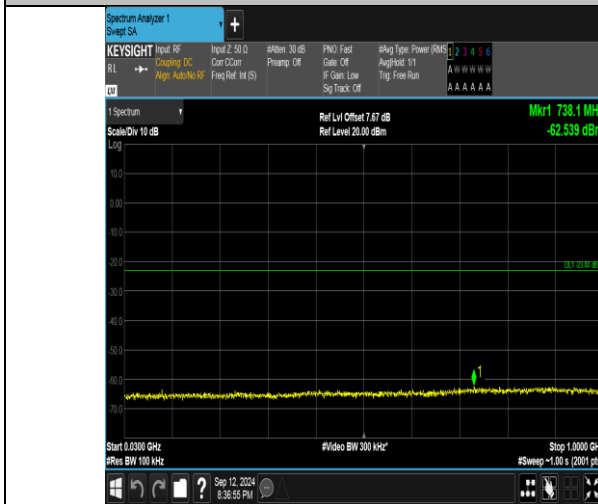 Spectrum Analyzer 1
Swept SA
+
KEYSIGHT Input: RF Input Z: 50 Ω #Atten: 30 dB PNO: Fast #Avg Type: Power (RMS 1 2 3 4 5 6
RL Coupling: DC Corr CCorr Preamp: Off Gate: Off Avg|Hold: 1/1 A W W W W W
Align: Auto/No RF Freq Ref: Int (S) IF Gain: Low Trig: Free Run
LXI Sig Track: Off A A A A A A
1 Spectrum Ref Lvl Offset 7.67 dB Mkr1 738.1 MH
Scale/Div 10 dB Ref Level 20.00 dBm -62.539 dBr
Log
10.0
0.00
-10.0
-20.0 DL1 -23.00 dB
-30.0
-40.0
-50.0
-60.0 1
-70.0
Start 0.0300 GHz #Video BW 300 kHz* Stop 1.0000 GH
#Res BW 100 kHz #Sweep ~1.00 s (2001 pt
? Sep 12, 2024
8:36:55 PM